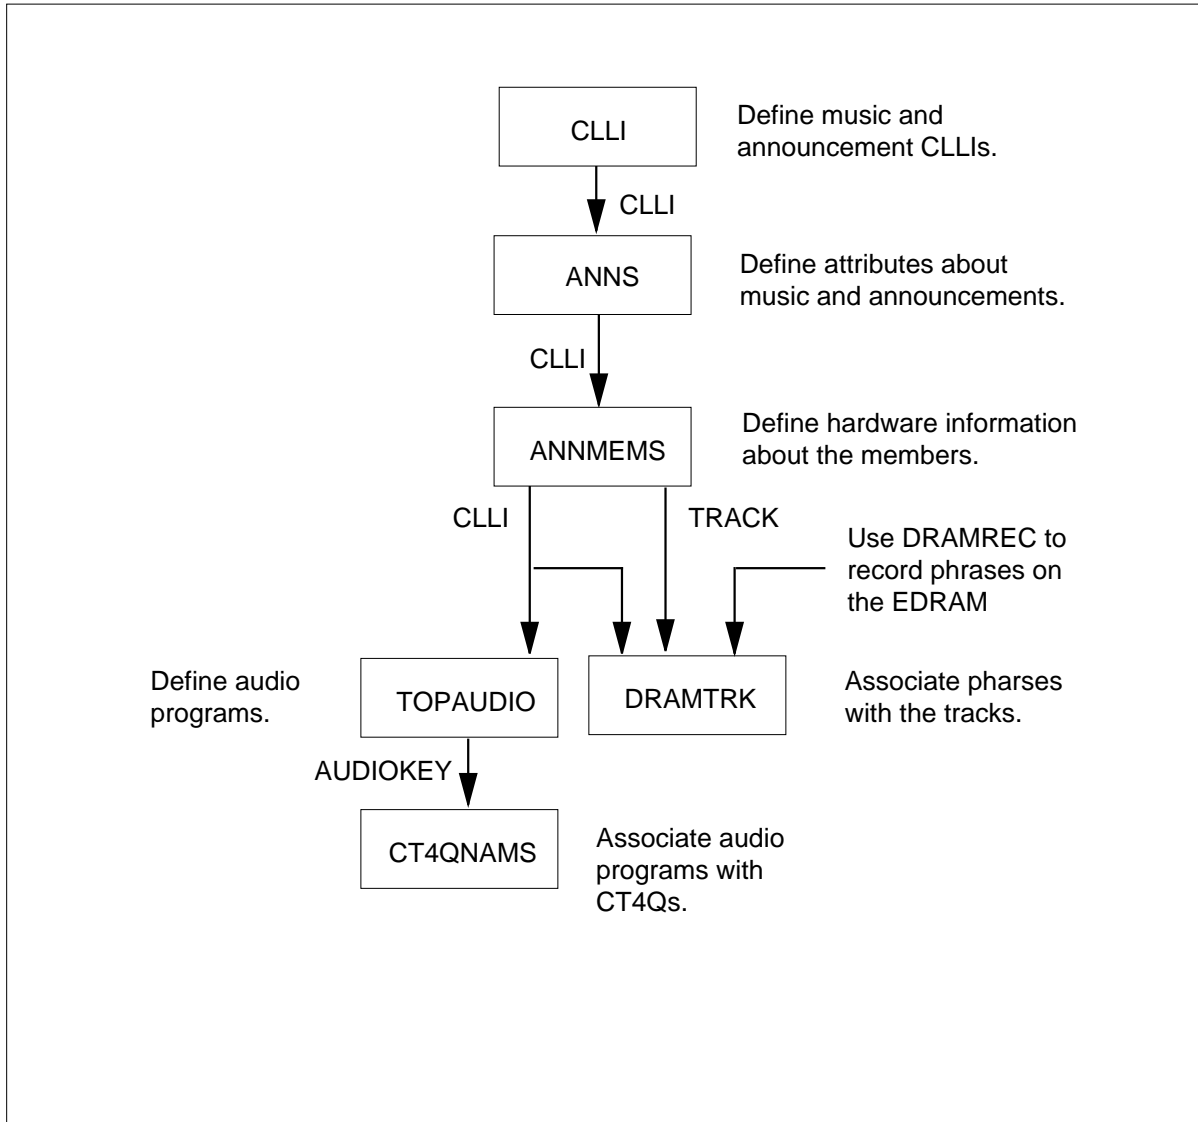 CLLI
Define music and
announcement CLLIs.
CLLI
ANNS
Define attributes about
music and announcements.
CLLI
ANNMEMS
Define hardware information
about the members.
CLLI
TRACK
Use DRAMREC to
record phrases on
the EDRAM
Define audio
programs.
TOPAUDIO
DRAMTRK
Associate pharses
with the tracks.
AUDIOKEY
CT4QNAMS
Associate audio
programs with
CT4Qs.